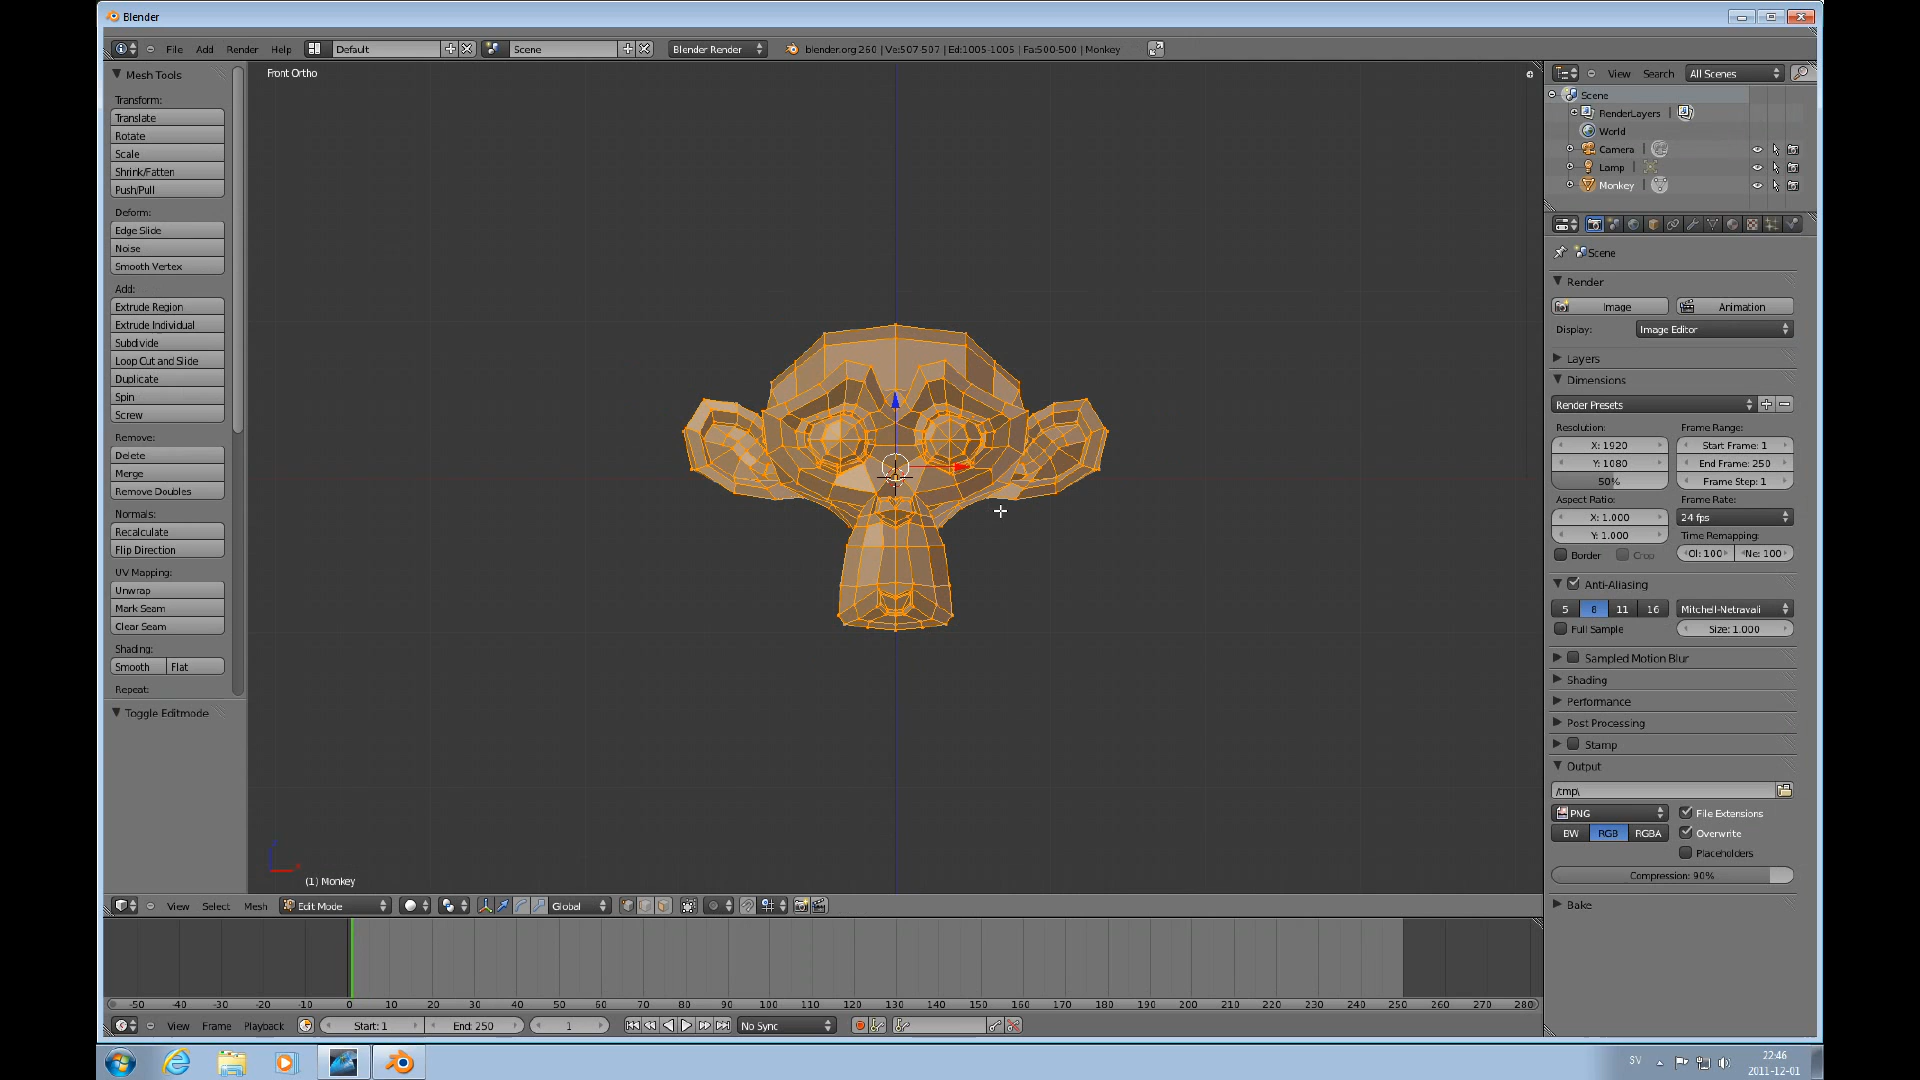 Blender
File Add Render Help Default Scene Blender Render blender.org 260 | Ve:507-507 | Ed:1005-1005 | Fa:500-500 | Monkey
Mesh Tools
Transform:
Translate
Rotate
Scale
Shrink/Fatten
Push/Pull
Deform:
Edge Slide
Noise
Smooth Vertex
Add:
Extrude Region
Extrude Individual
Subdivide
Loop Cut and Slide
Duplicate
Spin
Screw
Remove:
Delete
Merge
Remove Doubles
Normals:
Recalculate
Flip Direction
UV Mapping:
Unwrap
Mark Seam
Clear Seam
Shading:
Smooth Flat
Repeat:
Toggle Editmode
Front Ortho
(1) Monkey
View Select Mesh Edit Mode Global
-50 -40 -30 -20 -10 0 10 20 30 40 50 60 70 80 90 100 110 120 130 140 150 160 170 180 190 200 210 220 230 240 250 260 270 280
View Frame Playback Start: 1 End: 250 1 No Sync
View Search All Scenes
Scene
RenderLayers
World
Camera
Lamp
Monkey
Scene
Render
Image Animation
Display: Image Editor
Layers
Dimensions
Render Presets
Resolution: Frame Range:
X: 1920 Start Frame: 1
Y: 1080 End Frame: 250
50% Frame Step: 1
Aspect Ratio: Frame Rate:
X: 1.000 24 fps
Y: 1.000 Time Remapping:
Border Crop Ol: 100 Ne: 100
Anti-Aliasing
5 8 11 16 Mitchell-Netravali
Full Sample Size: 1.000
Sampled Motion Blur
Shading
Performance
Post Processing
Stamp
Output
/tmp\
PNG File Extensions
BW RGB RGBA Overwrite
Placeholders
Compression: 90%
Bake
SV 22:46
2011-12-01